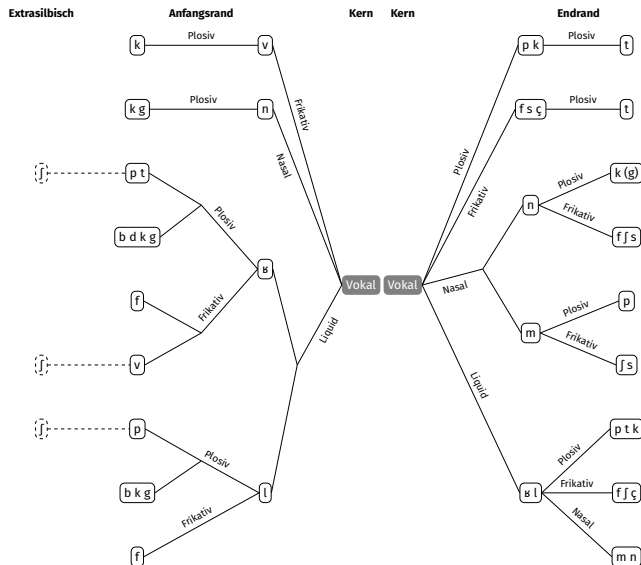 Extrasilbisch Anfangsrand Kern Kern Endrand
k Plosiv v
Frikativ
k g Plosiv n
Nasal
ʃ p t
Plosiv
b d k g
ʁ
f
Frikativ
ʃ v
Liquid
ʃ p
Plosiv
b k g
l
Frikativ
f
Vokal Vokal
p k Plosiv t
Plosiv
f s ç Plosiv t
Frikativ
k (g)
Plosiv
n
Frikativ
f ʃ s
Nasal
p
Plosiv
m
Frikativ
ʃ s
Liquid
p t k
Plosiv
ʁ l Frikativ f ʃ ç
Nasal
m n